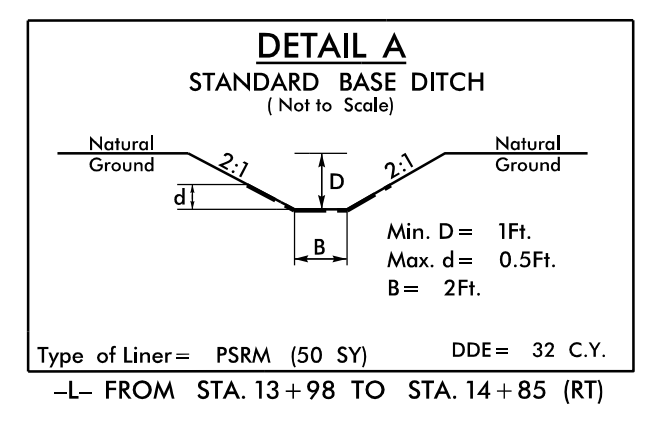 DETAIL A
STANDARD BASE DITCH
( Not to Scale)
Natural
Ground
2:1
D
2:1
Natural
Ground
d
B
Min. D = 1Ft.
Max. d = 0.5Ft.
B = 2Ft.
Type of Liner = PSRM (50 SY)
DDE = 32 C.Y.
–L– FROM STA. 13 + 98 TO STA. 14 + 85 (RT)